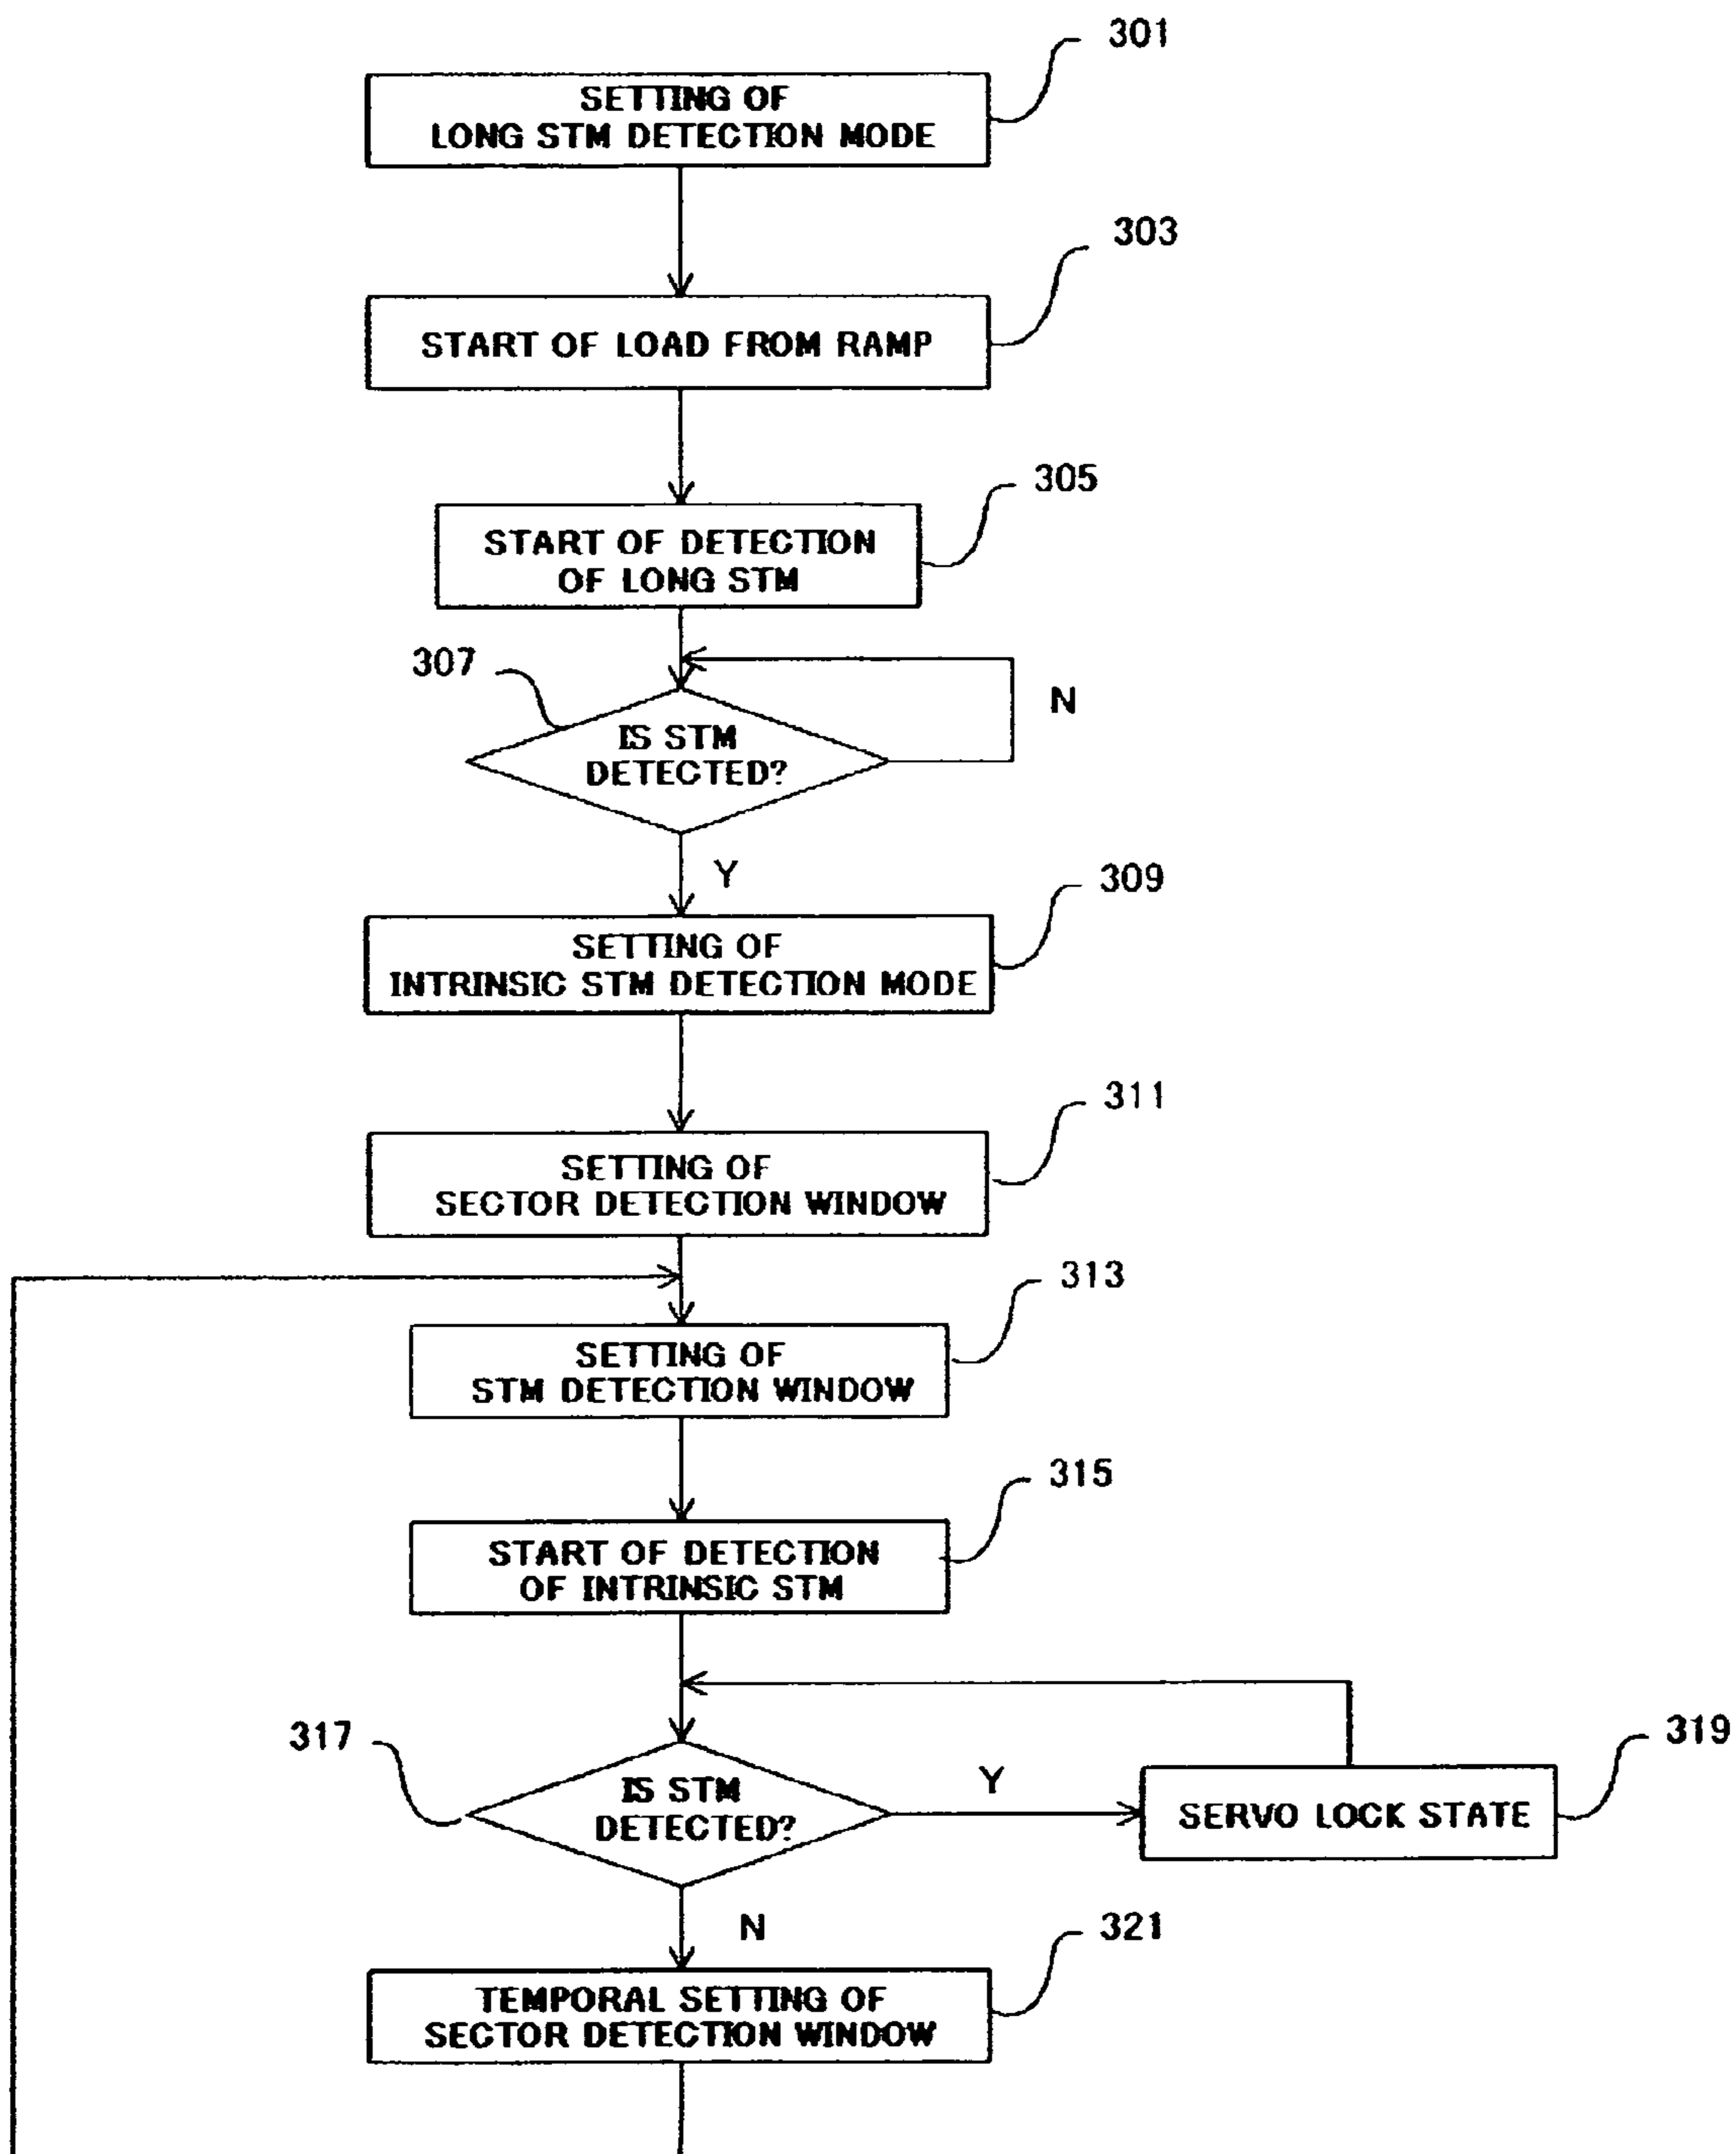 301
SETTING OF
LONG STM DETECTION MODE
303
START OF LOAD FROM RAMP
305
START OF DETECTION
OF LONG STM
307
N
IS STM
DETECTED?
Y
309
SETTING OF
INTRINSIC STM DETECTION MODE
311
SETTING OF
SECTOR DETECTION WINDOW
313
SETTING OF
STM DETECTION WINDOW
315
START OF DETECTION
OF INTRINSIC STM
317
319
IS STM
DETECTED?
Y
SERVO LOCK STATE
N
321
TEMPORAL SETTING OF
SECTOR DETECTION WINDOW